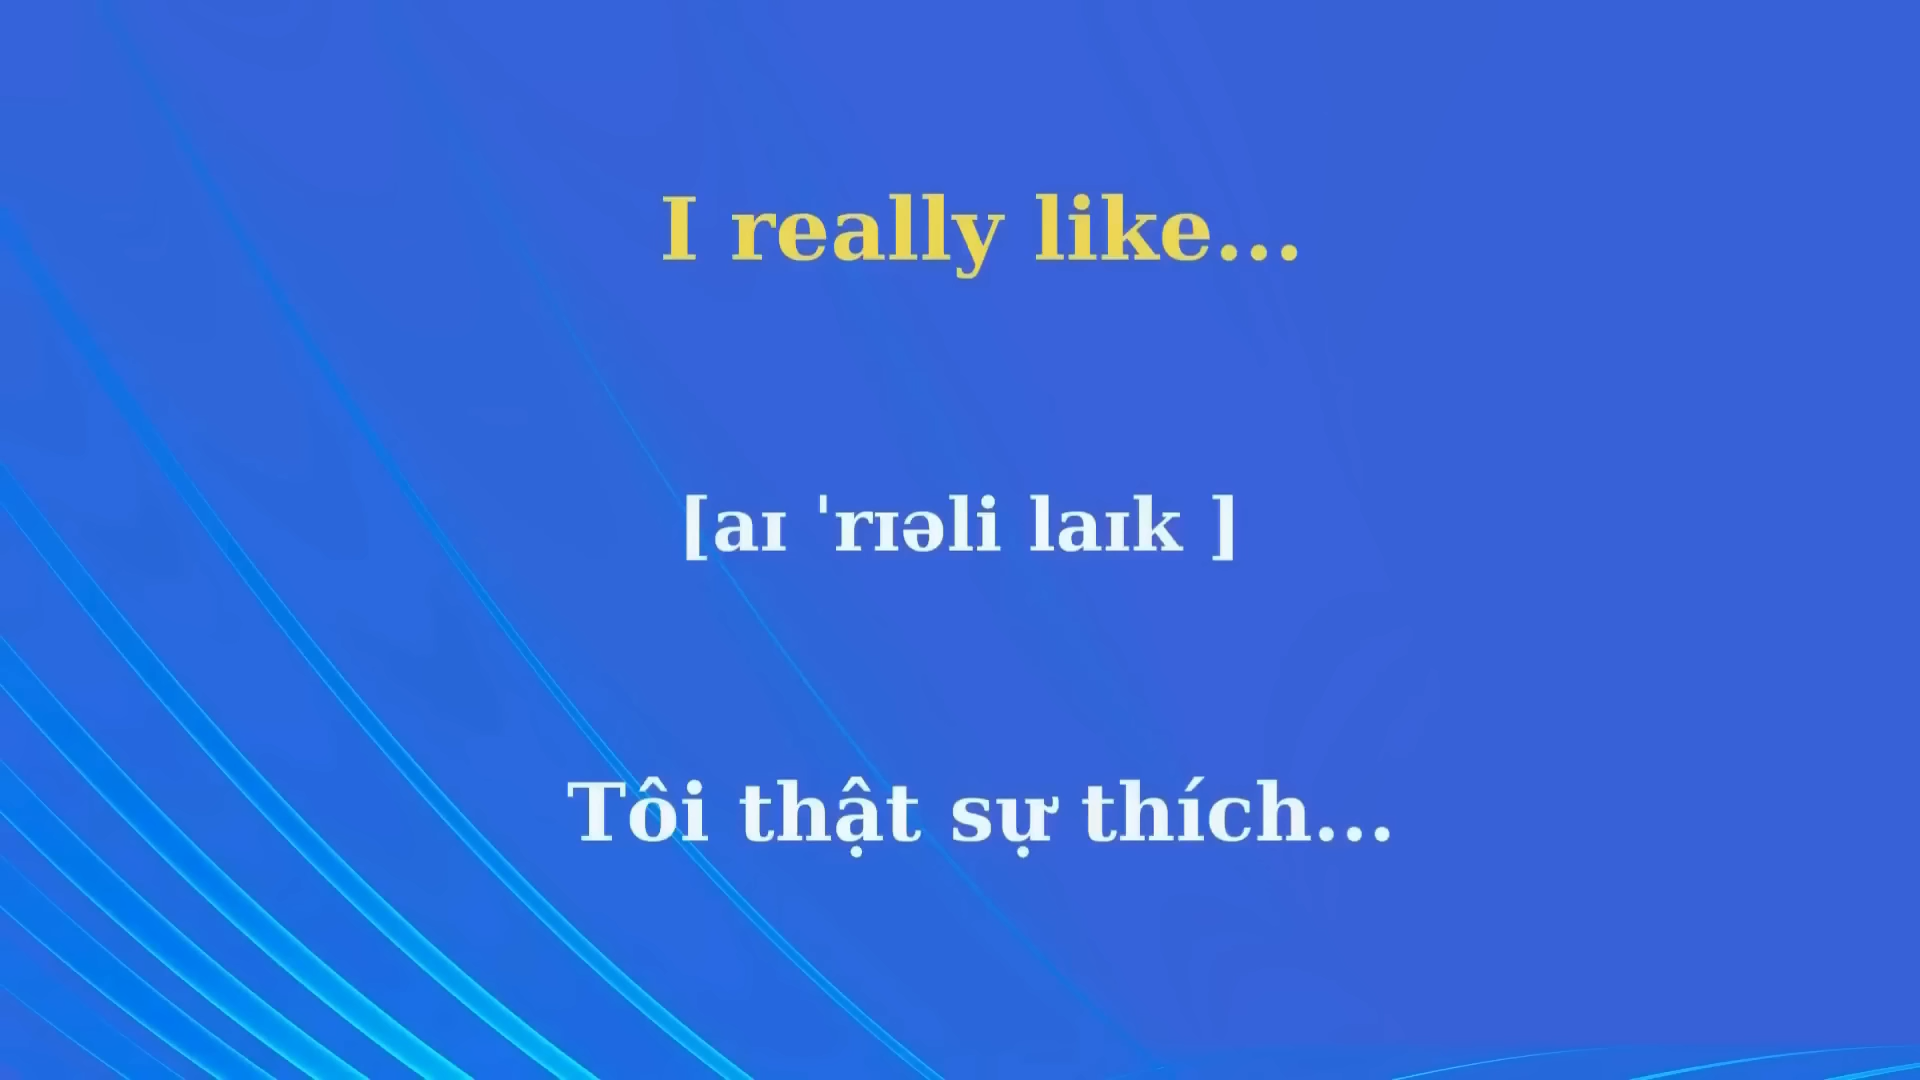 I really like...
[aɪ ˈrɪəli laɪk ]
Tôi thật sự thích...